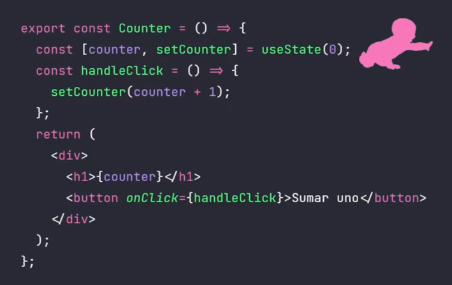 export const Counter = () => {
const [counter, setCounter] = useState(0);
const handleClick = () => {
setCounter(counter + 1);
};
return (
<div>
<h1>{counter}</h1>
<button onClick={handleClick}>Sumar uno</button>
</div>
);
};